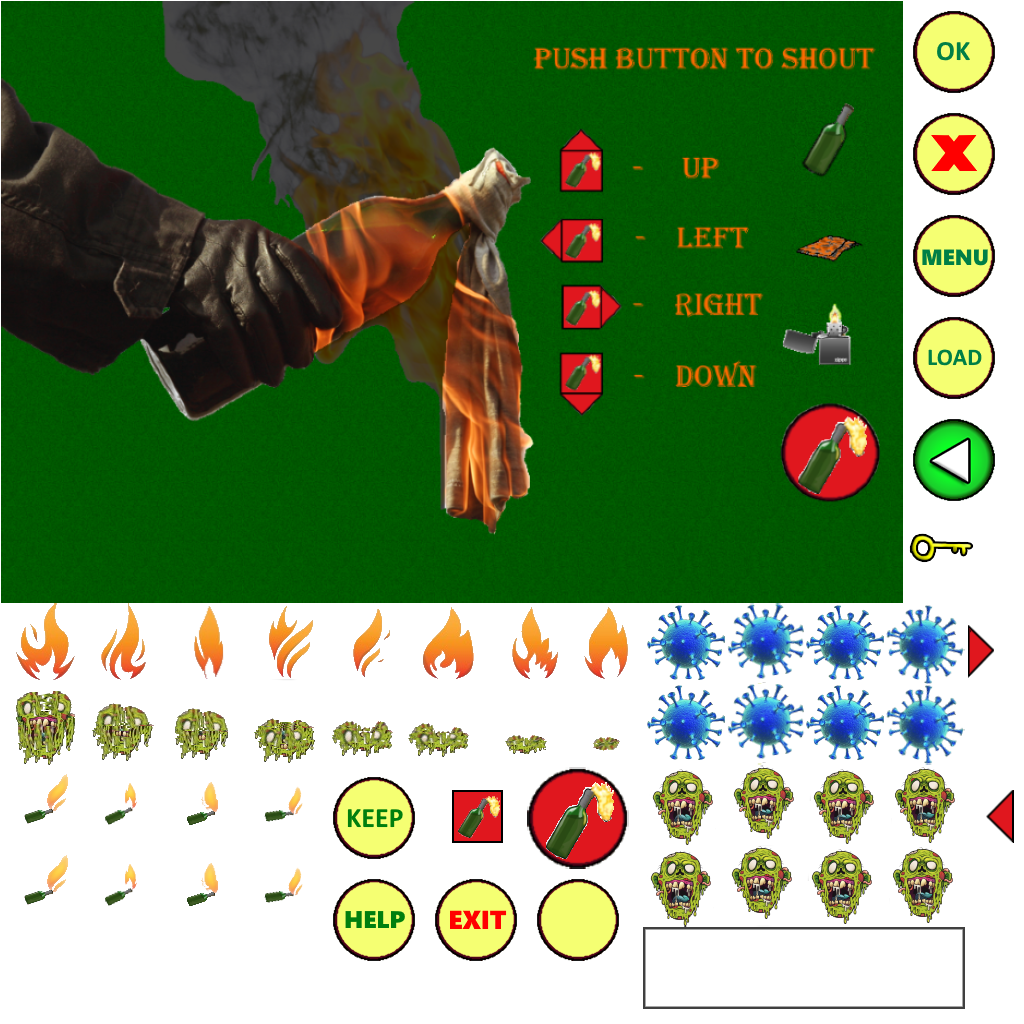 PUSH BUTTON TO SHOUT
- UP
- LEFT
- RIGHT
- DOWN
OK
X
MENU
LOAD
KEEP
HELP
EXIT